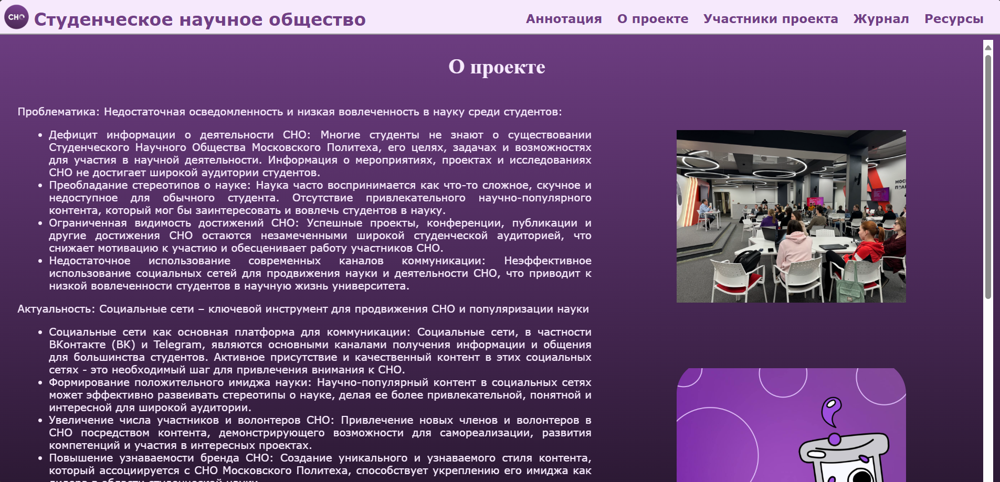 СНО Студенческое научное общество
Аннотация О проекте Участники проекта Журнал Ресурсы
О проекте
Проблематика: Недостаточная осведомленность и низкая вовлеченность в науку среди студентов:
Дефицит информации о деятельности СНО: Многие студенты не знают о существовании
Студенческого Научного Общества Московского Политеха, его целях, задачах и возможностях
для участия в научной деятельности. Информация о мероприятиях, проектах и исследованиях
СНО не достигает широкой аудитории студентов.
Преобладание стереотипов о науке: Наука часто воспринимается как что-то сложное, скучное и
недоступное для обычного студента. Отсутствие привлекательного научно-популярного
контента, который мог бы заинтересовать и вовлечь студентов в науку.
Ограниченная видимость достижений СНО: Успешные проекты, конференции, публикации и
другие достижения СНО остаются незамеченными широкой студенческой аудиторией, что
снижает мотивацию к участию и обесценивает работу участников СНО.
Недостаточное использование современных каналов коммуникации: Неэффективное
использование социальных сетей для продвижения науки и деятельности СНО, что приводит к
низкой вовлеченности студентов в научную жизнь университета.
Актуальность: Социальные сети – ключевой инструмент для продвижения СНО и популяризации науки
Социальные сети как основная платформа для коммуникации: Социальные сети, в частности
ВКонтакте (ВК) и Telegram, являются основными каналами получения информации и общения
для большинства студентов. Активное присутствие и качественный контент в этих социальных
сетях - это необходимый шаг для привлечения внимания к СНО.
Формирование положительного имиджа науки: Научно-популярный контент в социальных сетях
может эффективно развеивать стереотипы о науке, делая ее более привлекательной, понятной и
интересной для широкой аудитории.
Увеличение числа участников и волонтеров СНО: Привлечение новых членов и волонтеров в
СНО посредством контента, демонстрирующего возможности для самореализации, развития
компетенций и участия в интересных проектах.
Повышение узнаваемости бренда СНО: Создание уникального и узнаваемого стиля контента,
который ассоциируется с СНО Московского Политеха, способствует укреплению его имиджа как